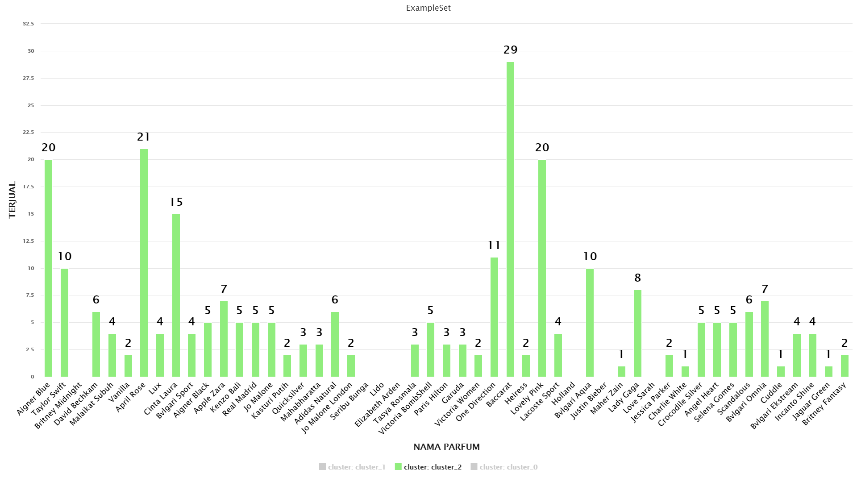 ExampleSet
TERJUAL
32.5
30
27.5
25
22.5
20
17.5
15
12.5
10
7.5
5
2.5
0
20
10
6
4
2
21
4
15
4
5
7
5
5
5
2
3
3
6
2
3
5
3
3
2
11
29
2
20
4
10
1
8
2
1
5
5
5
6
7
1
4
4
1
2
Aigner Blue
Taylor Swift
Britney Midnight
David Bechkam
Malaikat Subuh
Vanilla
April Rose
Lux
Cinta Laura
Bvlgari Sport
Aigner Black
Apple Zara
Kenzo Bali
Real Madrid
Jo Malone
Kasturi Putih
Quicksilver
Mahabharatta
Adidas Natural
Jo Malone London
Seribu Bunga
Lido
Elizabeth Arden
Tasya Rosmala
Victoria BombShell
Paris Hilton
Garuda
Victoria Women
One Direction
Baccarat
Heiress
Lovely Pink
Lacoste Sport
Holland
Bvlgari Aqua
Justin Bieber
Maher Zain
Lady Gaga
Love Sarah
Jessica Parker
Charlie White
Crocodile Silver
Angel Heart
Selena Gomes
Scandalous
Bvlgari Omnia
Cuddle
Bvlgari Ekstream
Incanto Shine
Jaguar Green
Britney Fantasy
NAMA PARFUM
cluster: cluster_1 cluster: cluster_2 cluster: cluster_0